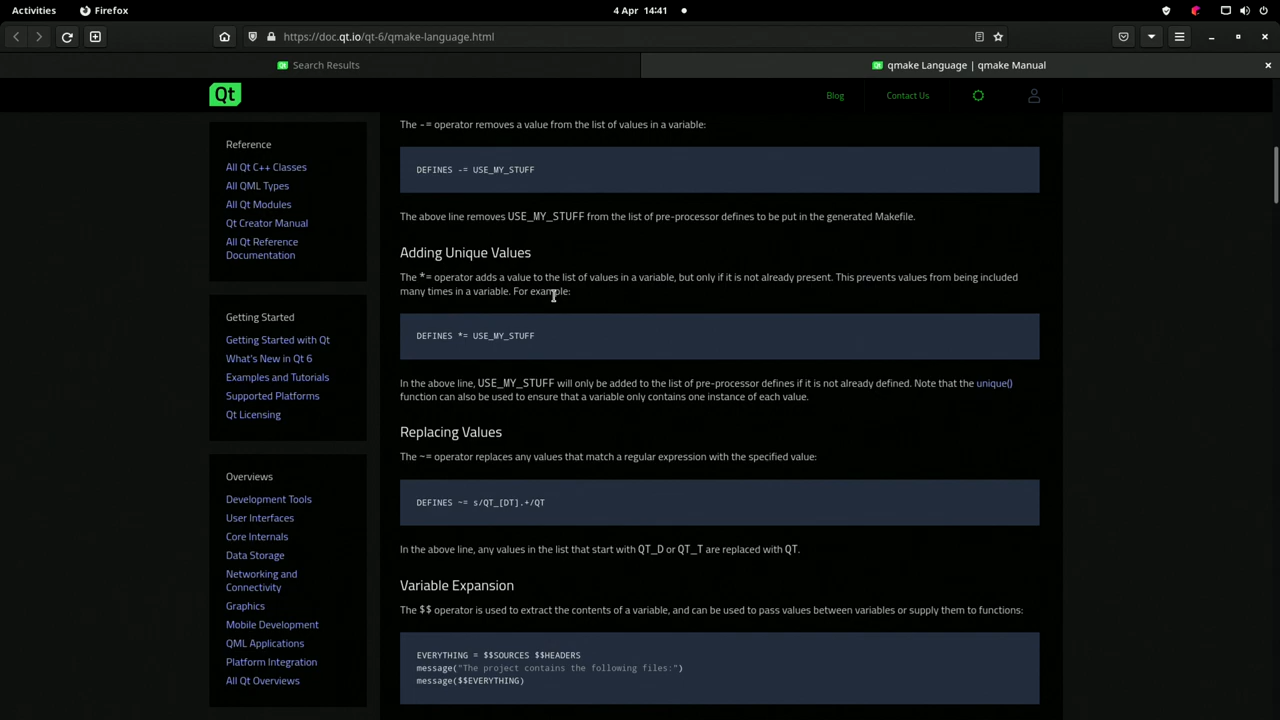 Activities
Firefox
4 Apr 14:41
https://doc.qt.io/qt-6/qmake-language.html
Qt Search Results
Qt qmake Language | qmake Manual
Qt
Blog
Contact Us
Reference
All Qt C++ Classes
All QML Types
All Qt Modules
Qt Creator Manual
All Qt Reference
Documentation
Getting Started
Getting Started with Qt
What's New in Qt 6
Examples and Tutorials
Supported Platforms
Qt Licensing
Overviews
Development Tools
User Interfaces
Core Internals
Data Storage
Networking and
Connectivity
Graphics
Mobile Development
QML Applications
Platform Integration
All Qt Overviews
The -= operator removes a value from the list of values in a variable:
DEFINES -= USE_MY_STUFF
The above line removes USE_MY_STUFF from the list of pre-processor defines to be put in the generated Makefile.
Adding Unique Values
The *= operator adds a value to the list of values in a variable, but only if it is not already present. This prevents values from being included
many times in a variable. For example:
DEFINES *= USE_MY_STUFF
In the above line, USE_MY_STUFF will only be added to the list of pre-processor defines if it is not already defined. Note that the unique()
function can also be used to ensure that a variable only contains one instance of each value.
Replacing Values
The ~= operator replaces any values that match a regular expression with the specified value:
DEFINES ~= s/QT_[DT].+/QT
In the above line, any values in the list that start with QT_D or QT_T are replaced with QT.
Variable Expansion
The $$ operator is used to extract the contents of a variable, and can be used to pass values between variables or supply them to functions:
EVERYTHING = $$SOURCES $$HEADERS
message("The project contains the following files:")
message($$EVERYTHING)